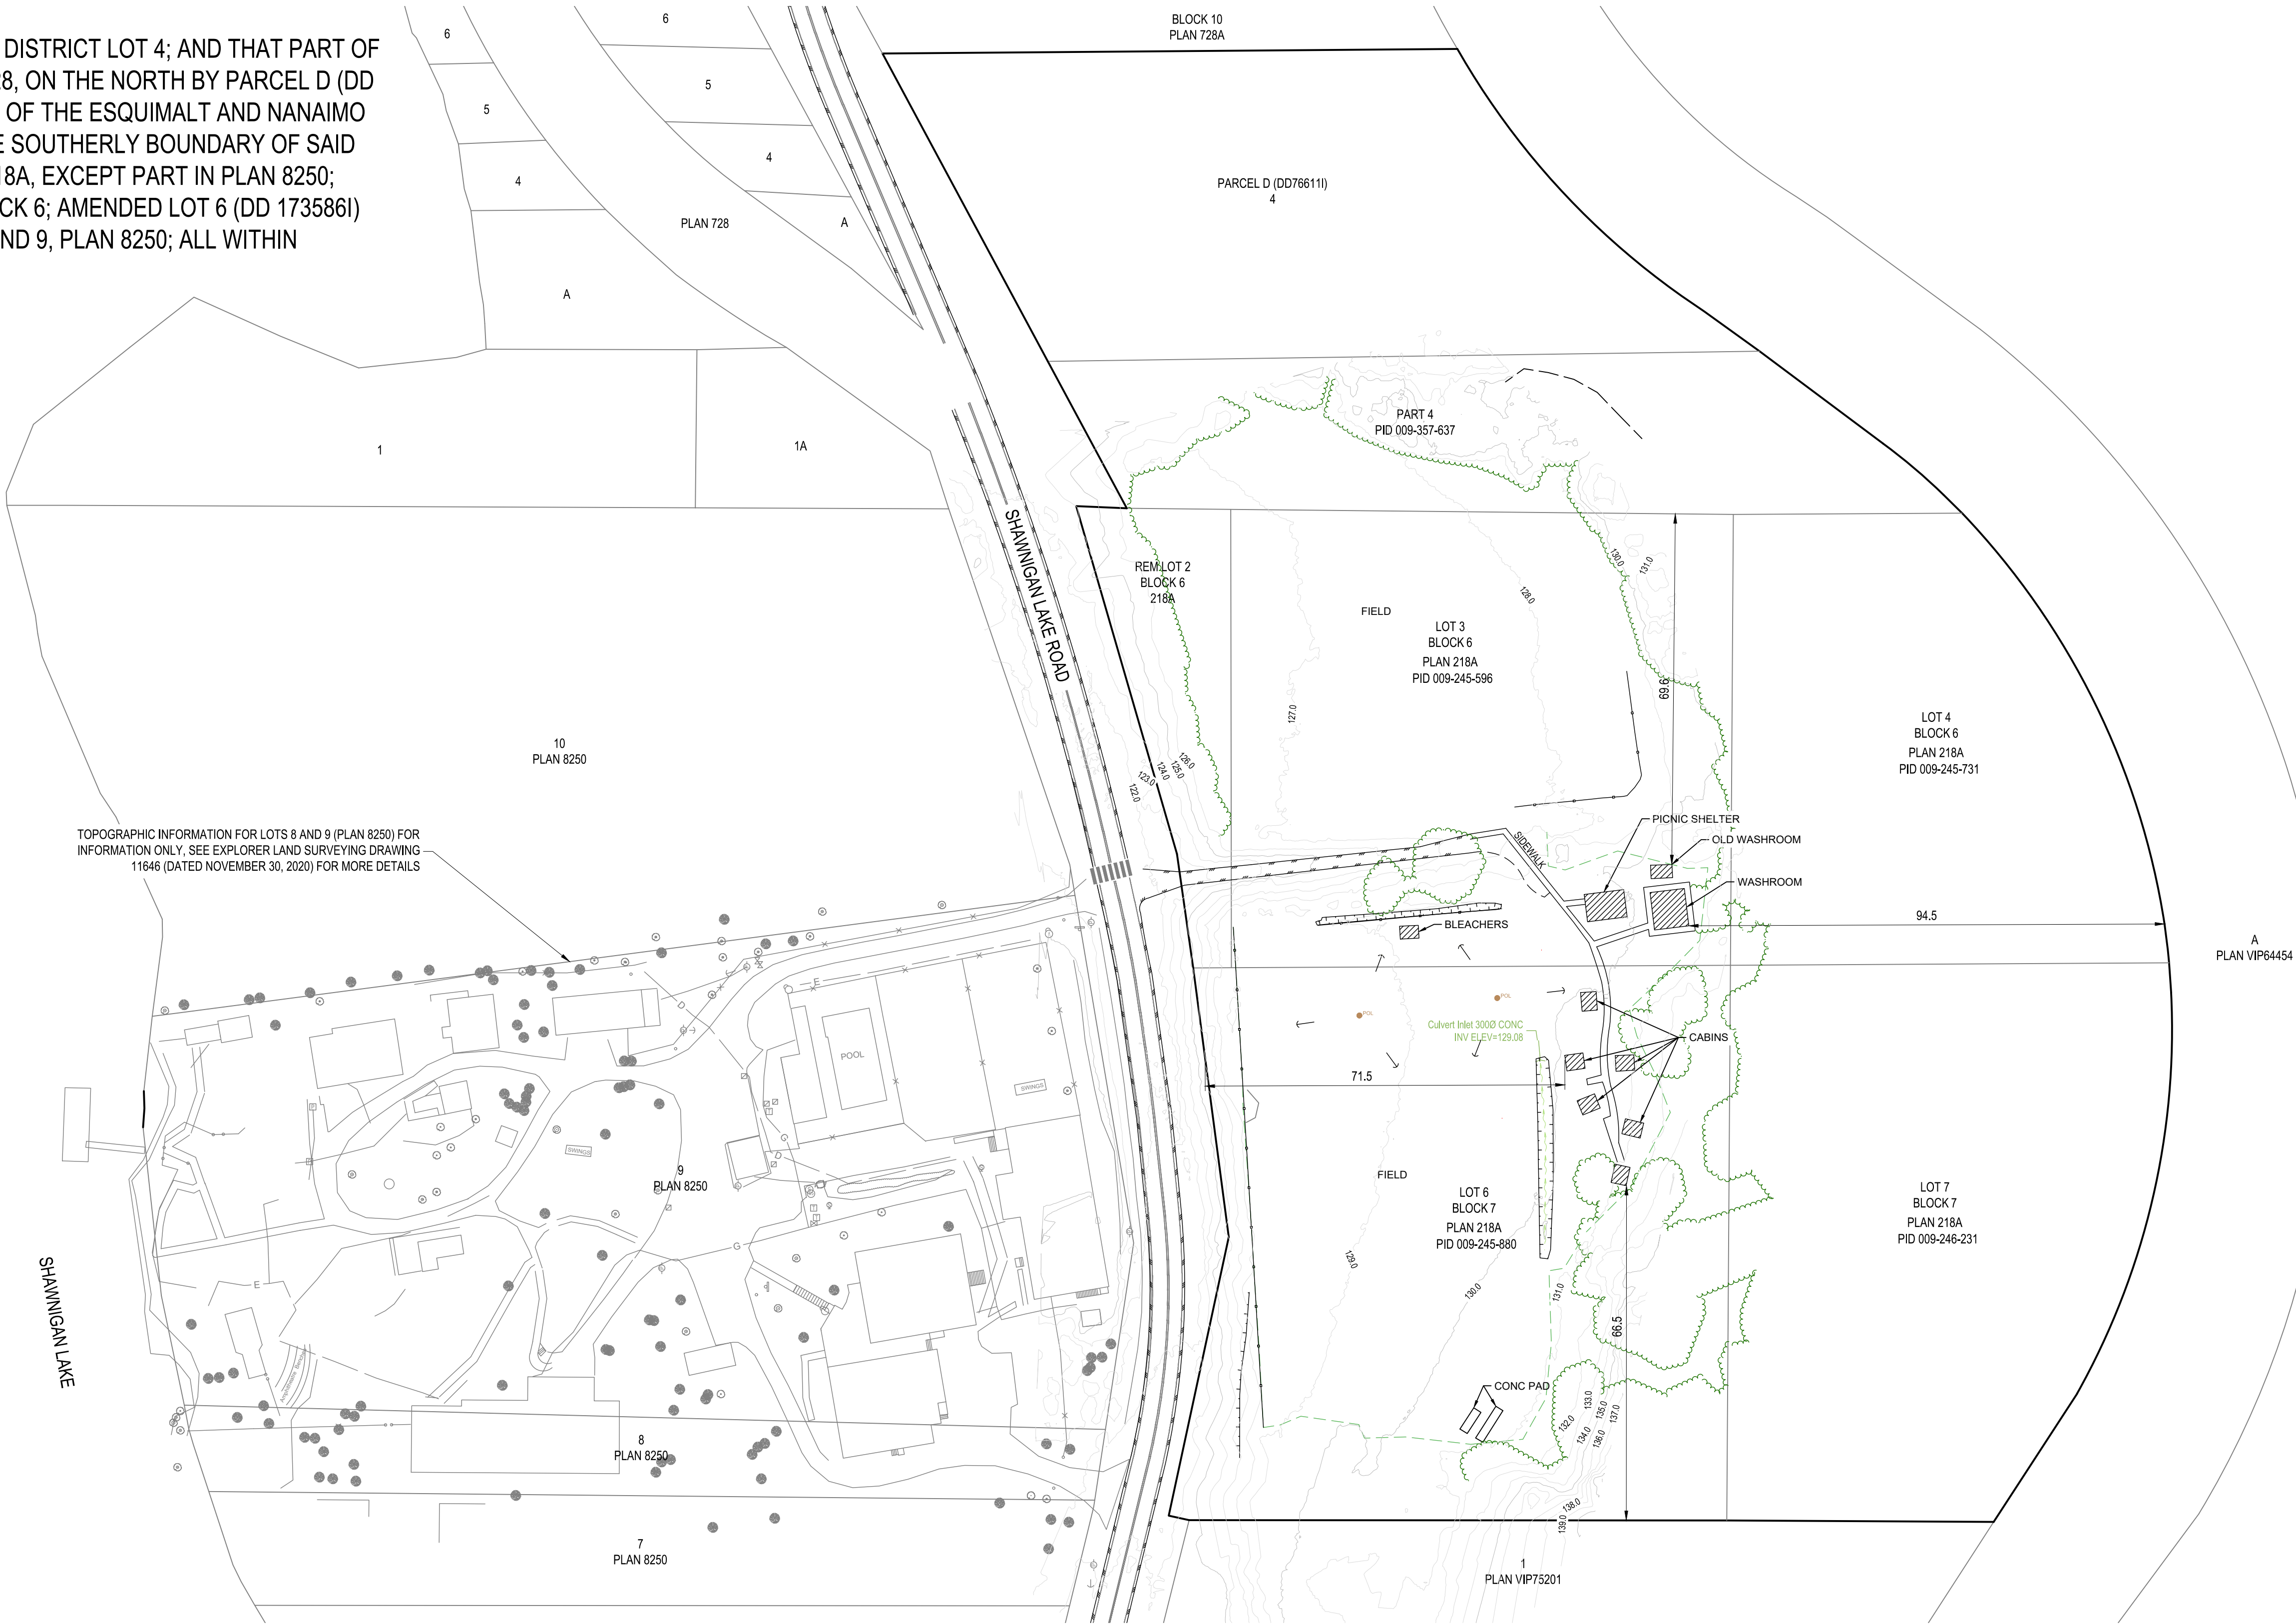 DISTRICT LOT 4; AND THAT PART OF
28, ON THE NORTH BY PARCEL D (DD
OF THE ESQUIMALT AND NANAIMO
E SOUTHERLY BOUNDARY OF SAID
18A, EXCEPT PART IN PLAN 8250;
CK 6; AMENDED LOT 6 (DD 173586I)
ND 9, PLAN 8250; ALL WITHIN
6
5
4
A
6
5
4
A
PLAN 728
BLOCK 10
PLAN 728A
PARCEL D (DD76611I)
4
1
1A
PART 4
PID 009-357-637
SHAWNIGAN LAKE ROAD
REM.LOT 2
BLOCK 6
218A
FIELD
LOT 3
BLOCK 6
PLAN 218A
PID 009-245-596
127.0
128.0
130.0
131.0
69.6
LOT 4
BLOCK 6
PLAN 218A
PID 009-245-731
10
PLAN 8250
122.0
123.0
124.0
125.0
126.0
TOPOGRAPHIC INFORMATION FOR LOTS 8 AND 9 (PLAN 8250) FOR
INFORMATION ONLY, SEE EXPLORER LAND SURVEYING DRAWING
11646 (DATED NOVEMBER 30, 2020) FOR MORE DETAILS
SIDEWALK
PICNIC SHELTER
OLD WASHROOM
WASHROOM
BLEACHERS
94.5
A
PLAN VIP64454
POL
POL
Culvert Inlet 300Ø CONC
INV ELEV=129.08
CABINS
71.5
E
D
POOL
SWINGS
G
D
SWINGS
9
PLAN 8250
G
E
Amphitheatre Benches
SHAWNIGAN LAKE
FIELD
LOT 6
BLOCK 7
PLAN 218A
PID 009-245-880
LOT 7
BLOCK 7
PLAN 218A
PID 009-246-231
129.0
130.0
131.0
66.5
CONC PAD
132.0
133.0
134.0
135.0
136.0
137.0
138.0
139.0
8
PLAN 8250
7
PLAN 8250
1
PLAN VIP75201